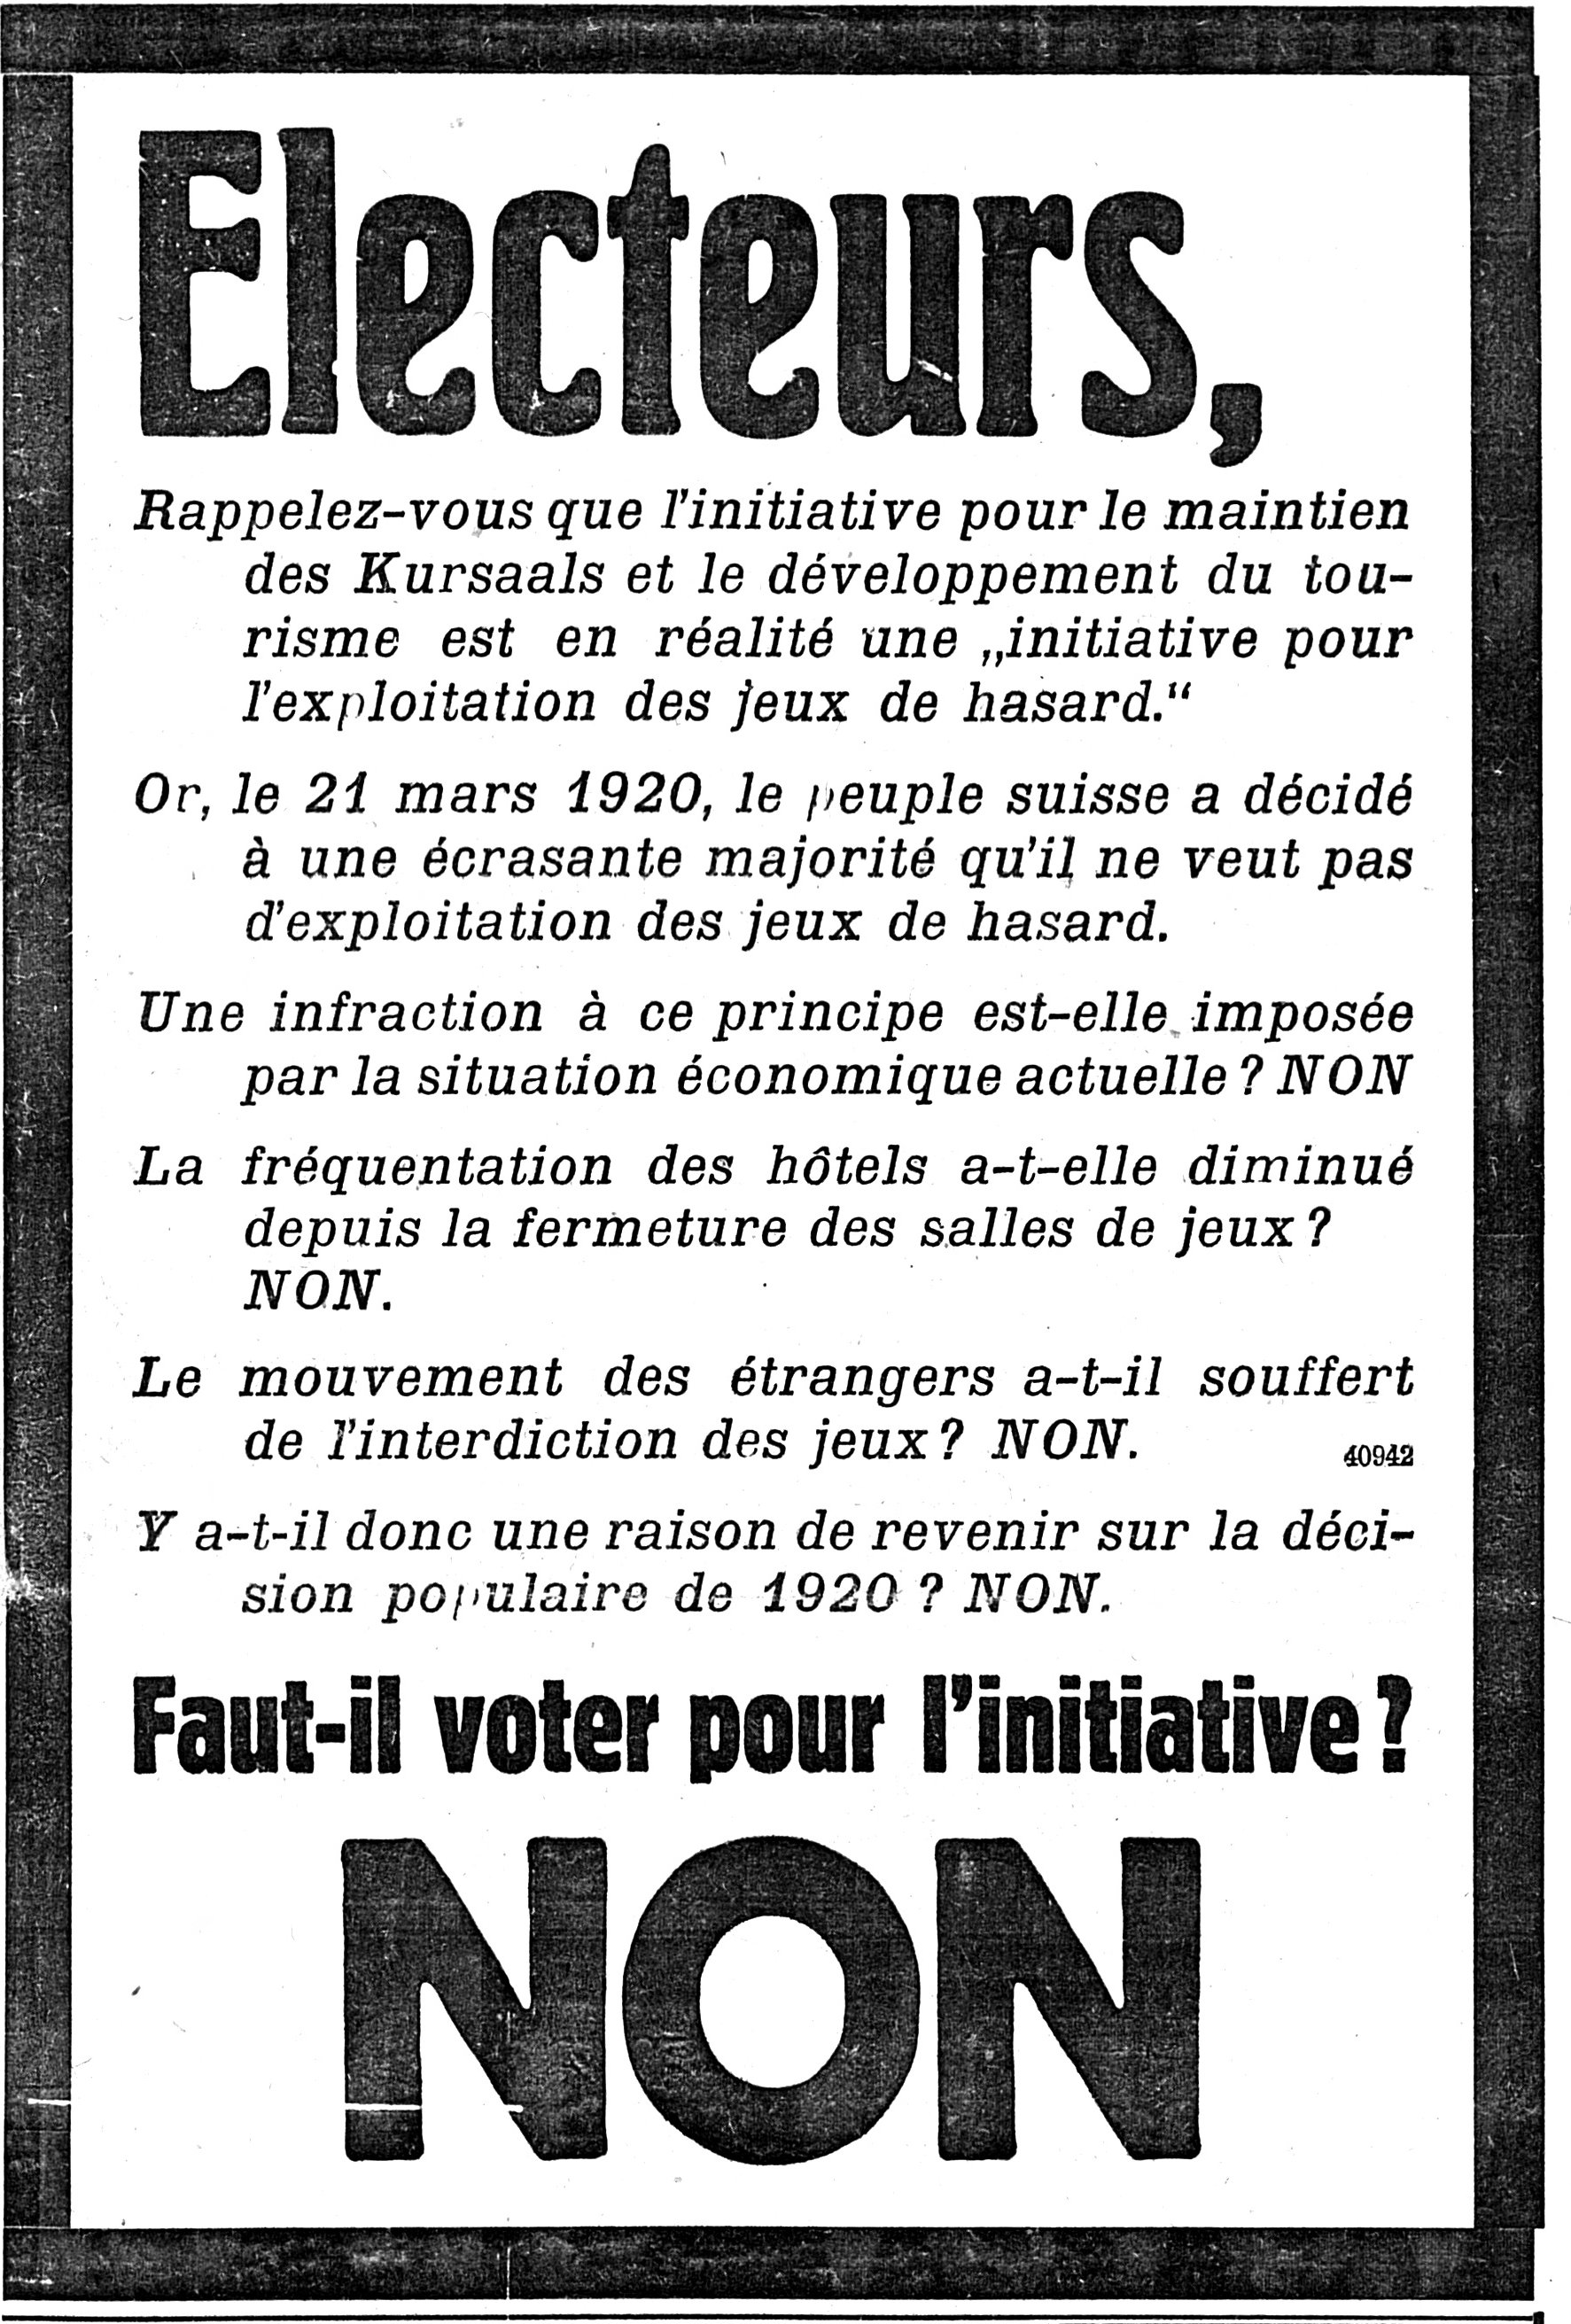 Electeurs,
Rappelez-vous que l'initiative pour le maintien
des Kursaals et le développement du tou-
risme est en réalité une „initiative pour
l'exploitation des jeux de hasard."
Or, le 21 mars 1920, le peuple suisse a décidé
à une écrasante majorité qu'il ne veut pas
d'exploitation des jeux de hasard.
Une infraction à ce principe est-elle imposée
par la situation économique actuelle ? NON
La fréquentation des hôtels a-t-elle diminué
depuis la fermeture des salles de jeux ?
NON.
Le mouvement des étrangers a-t-il souffert
de l'interdiction des jeux ? NON.
40942
Y a-t-il donc une raison de revenir sur la déci-
sion populaire de 1920 ? NON.
Faut-il voter pour l'initiative ?
NON